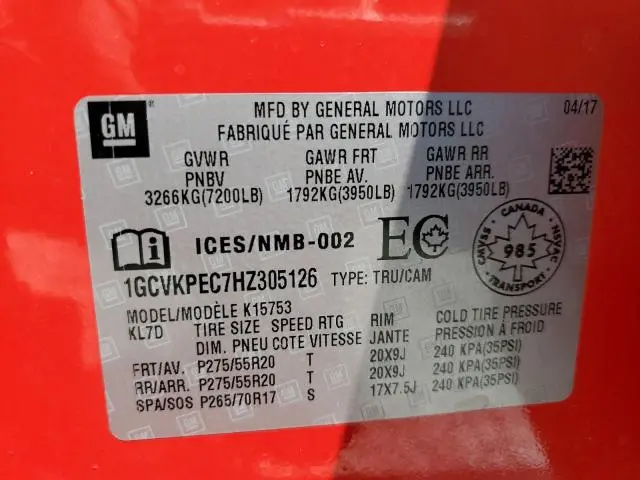 GM
MFD BY GENERAL MOTORS LLC
04/17
FABRIQUÉ PAR GENERAL MOTORS LLC
GVWR GAWR FRT GAWR RR
PNBV PNBE AV. PNBE ARR.
3266KG(7200LB) 1792KG(3950LB) 1792KG(3950LB)
ICES/NMB-002 EC
CANADA
CMVSS 985 NSVAC
1GCVKPEC7HZ305126 TYPE: TRU/CAM
MODEL/MODÈLE K15753
KL7D TIRE SIZE SPEED RTG RIM COLD TIRE PRESSURE
DIM. PNEU COTE VITESSE JANTE PRESSION À FROID
FRT/AV. P275/55R20 T 20X9J 240 KPA(35PSI)
RR/ARR. P275/55R20 T 20X9J 240 KPA(35PSI)
SPA/SOS P265/70R17 S 17X7.5J 240 KPA(35PSI)